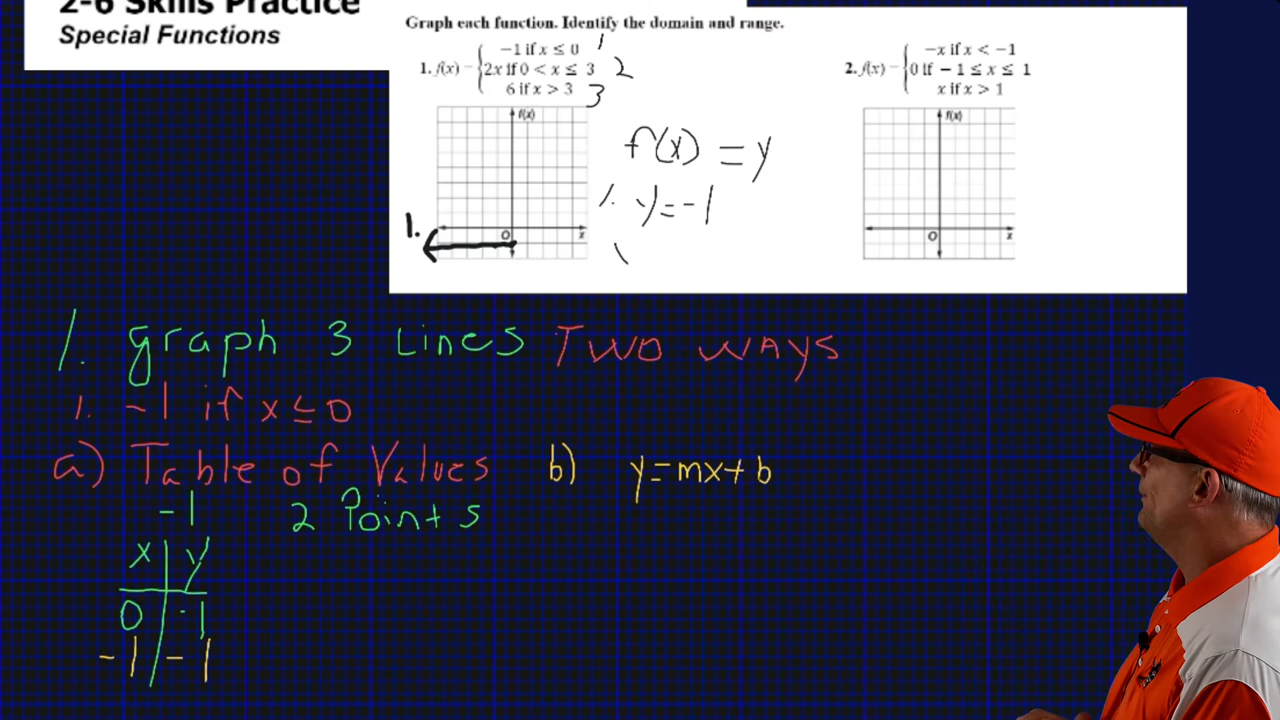 2-6 Skills Practice
Special Functions
Graph each function. Identify the domain and range.
1. f(x) – { –1 if x ≤ 0 1
2x if 0 < x ≤ 3 2
6 if x > 3 3
2. f(x) – { –x if x < –1
0 if – 1 ≤ x ≤ 1
x if x > 1
f(x)
O
x
f(x)
O
x
f(x) = y
1. y = -1
1.
1. graph 3 Lines Two ways
1. -1 if x ≤ 0
a) Table of Values b) y=mx+b
-1 2 Points
x y
0 -1
-1 -1